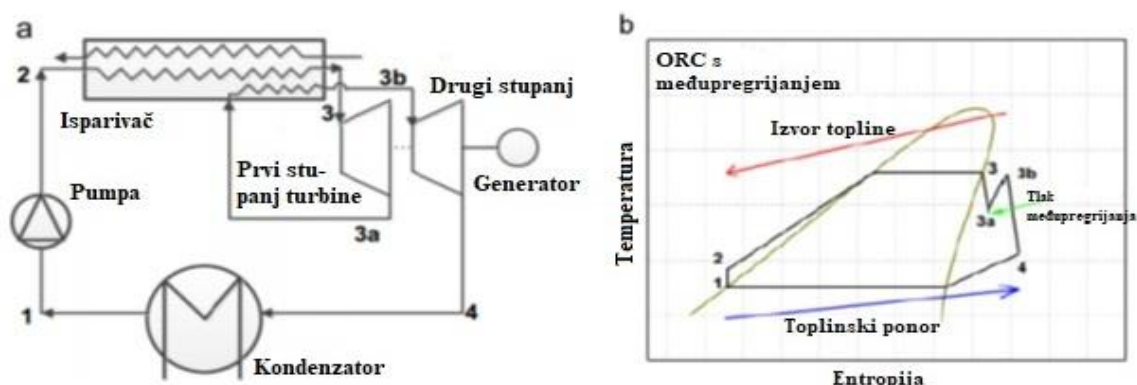 a
2
3b
Drugi stupanj
Isparivač
3
Prvi stu-
panj turbine
Generator
Pumpa
3a
1
4
Kondenzator
b
ORC s
međupregrijanjem
Izvor topline
Temperatura
3
3b
Tlak
međupregrijanja
3a
2
1
4
Toplinski ponor
Entropija